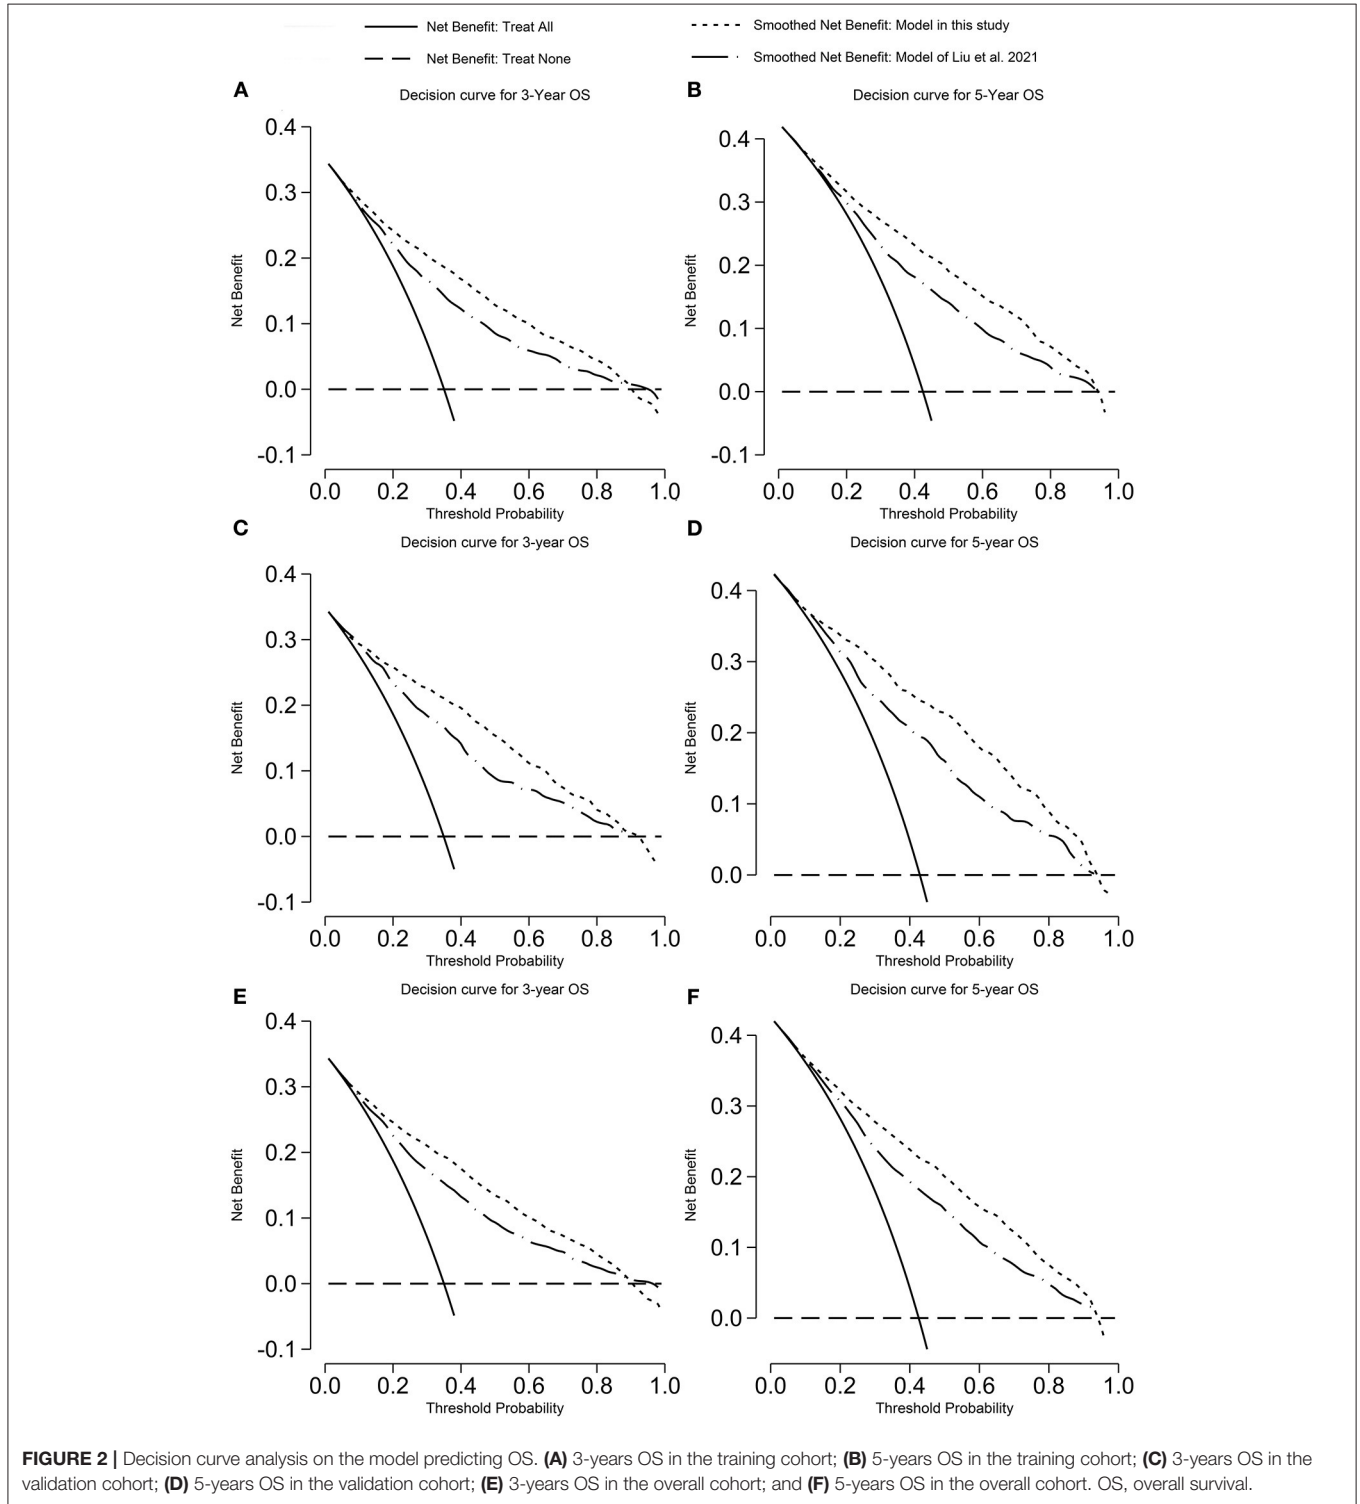 Net Benefit: Treat All
Smoothed Net Benefit: Model in this study
Net Benefit: Treat None
Smoothed Net Benefit: Model of Liu et al. 2021
A
Decision curve for 3-Year OS
0.4
0.3
0.2
0.1
0.0
-0.1
Net Benefit
0.0 0.2 0.4 0.6 0.8 1.0
Threshold Probability
B
Decision curve for 5-Year OS
0.4
0.3
0.2
0.1
0.0
-0.1
Net Benefit
0.0 0.2 0.4 0.6 0.8 1.0
Threshold Probability
C
Decision curve for 3-year OS
0.4
0.3
0.2
0.1
0.0
-0.1
Net Benefit
0.0 0.2 0.4 0.6 0.8 1.0
Threshold Probability
D
Decision curve for 5-year OS
0.4
0.3
0.2
0.1
0.0
Net Benefit
0.0 0.2 0.4 0.6 0.8 1.0
Threshold Probability
E
Decision curve for 3-year OS
0.4
0.3
0.2
0.1
0.0
-0.1
Net Benefit
0.0 0.2 0.4 0.6 0.8 1.0
Threshold Probability
F
Decision curve for 5-year OS
0.4
0.3
0.2
0.1
0.0
Net Benefit
0.0 0.2 0.4 0.6 0.8 1.0
Threshold Probability
FIGURE 2 | Decision curve analysis on the model predicting OS. (A) 3-years OS in the training cohort; (B) 5-years OS in the training cohort; (C) 3-years OS in the
validation cohort; (D) 5-years OS in the validation cohort; (E) 3-years OS in the overall cohort; and (F) 5-years OS in the overall cohort. OS, overall survival.